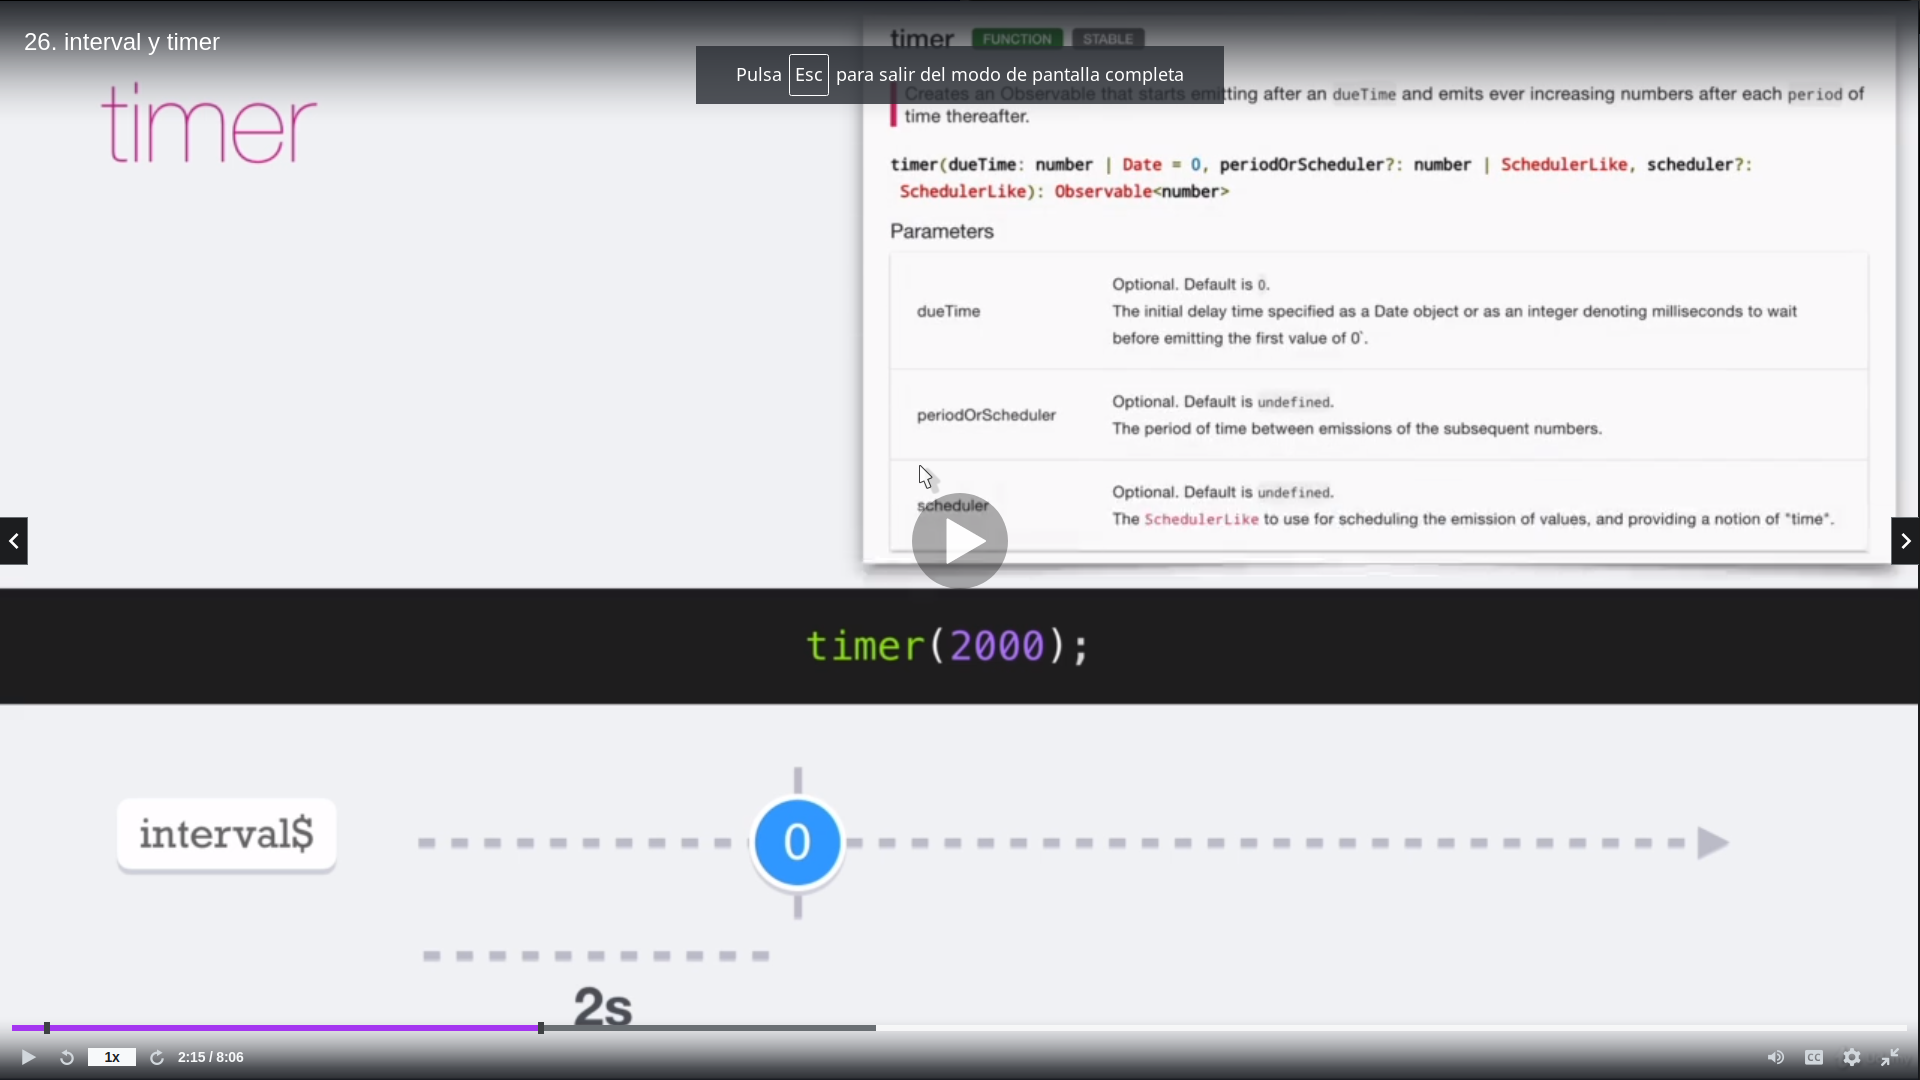 26. interval y timer
timer FUNCTION STABLE
Pulsa Esc para salir del modo de pantalla completa
timer
Creates an Observable that starts emitting after an dueTime and emits ever increasing numbers after each period of
time thereafter.
timer(dueTime: number | Date = 0, periodOrScheduler?: number | SchedulerLike, scheduler?:
SchedulerLike): Observable<number>
Parameters
dueTime
Optional. Default is 0.
The initial delay time specified as a Date object or as an integer denoting milliseconds to wait
before emitting the first value of 0`.
periodOrScheduler
Optional. Default is undefined.
The period of time between emissions of the subsequent numbers.
scheduler
Optional. Default is undefined.
The SchedulerLike to use for scheduling the emission of values, and providing a notion of "time".
timer(2000);
interval$
0
2s
1x
2:15 / 8:06
CC